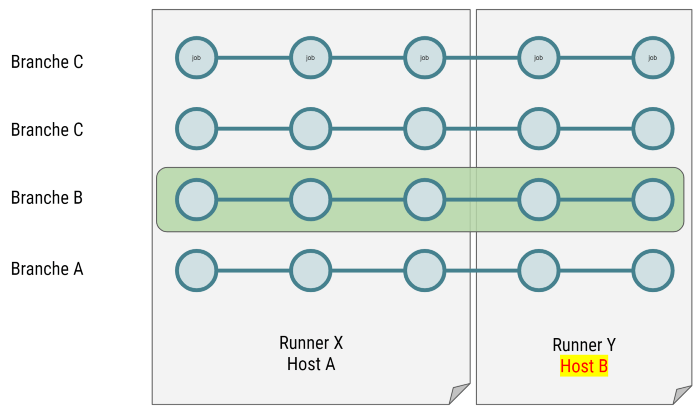 Branche C
job job job job job
Branche C
Branche B
Branche A
Runner X
Host A
Runner Y
Host B